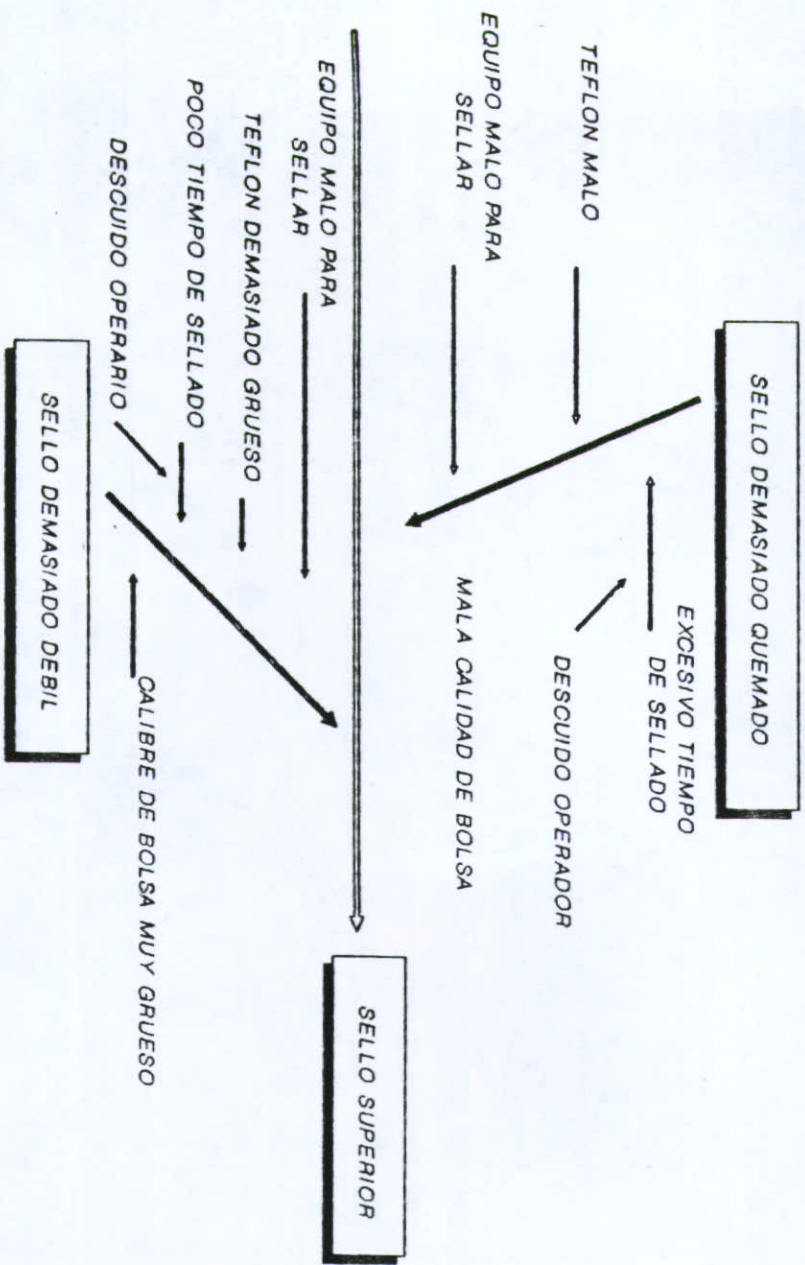 SELLO DEMASIADO QUEMADO
EXCESIVO TIEMPO
DE SELLADO
TEFLON MALO
DESCUIDO OPERADOR
EQUIPO MALO PARA
SELLAR
MALA CALIDAD DE BOLSA
SELLO SUPERIOR
EQUIPO MALO PARA
SELLAR
TEFLON DEMASIADO GRUESO
POCO TIEMPO DE SELLADO
DESCUIDO OPERARIO
CALIBRE DE BOLSA MUY GRUESO
SELLO DEMASIADO DEBIL